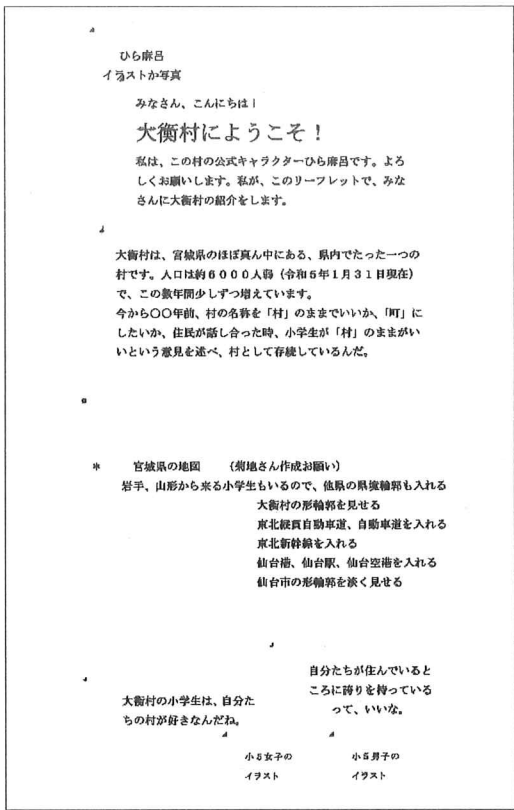 ひら麻呂
イラストか写真
みなさん、こんにちは！
大衡村にようこそ！
私は、この村の公式キャラクターひら麻呂です。よろ
しくお願いします。私が、このリーフレットで、みな
さんに大衡村の紹介をします。
大衡村は、宮城県のほぼ真ん中にある、県内でたった一つの
村です。人口は約６０００人弱（令和５年１月３１日現在）
で、この数年間少しずつ増えています。
今から〇〇年前、村の名称を「村」のままでいいか、「町」に
したいか、住民が話し合った時、小学生が「村」のままがい
いという意見を述べ、村として存続しているんだ。
＊　宮城県の地図　（菊地さん作成お願い）
岩手、山形から来る小学生もいるので、他県の県境輪郭も入れる
大衡村の形輪郭を見せる
東北縦貫自動車道、自動車道を入れる
東北新幹線を入れる
仙台港、仙台駅、仙台空港を入れる
仙台市の形輪郭を淡く見せる
自分たちが住んでいると
ころに誇りを持っている
って、いいな。
大衡村の小学生は、自分た
ちの村が好きなんだね。
小５女子の
イラスト
小５男子の
イラスト